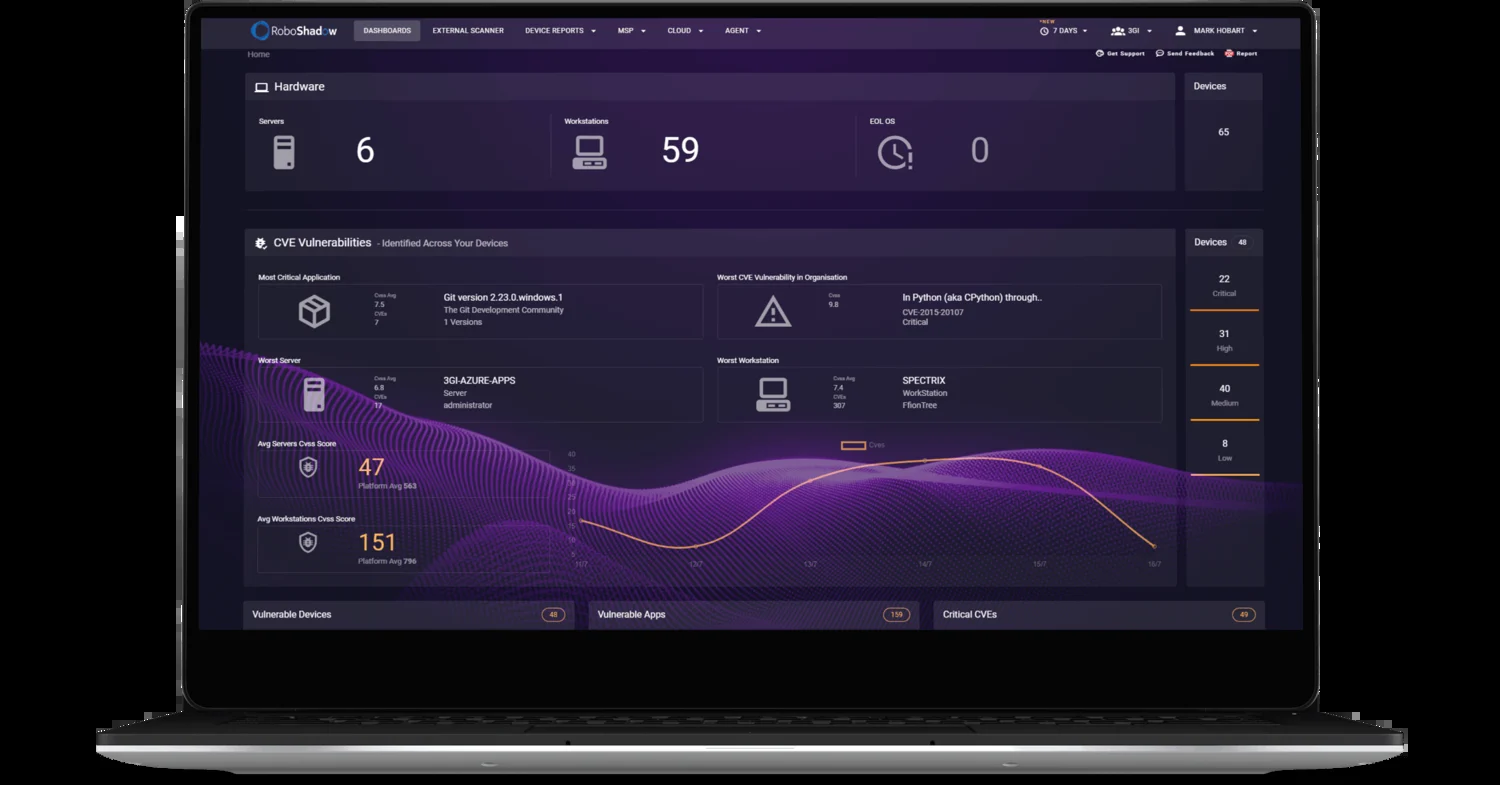 RoboShadow
DASHBOARDS
EXTERNAL SCANNER
DEVICE REPORTS
MSP
CLOUD
AGENT
*NEW
7 DAYS
3GI
MARK HOBART
Home
Get Support
Send Feedback
Report
Hardware
Servers
6
Workstations
59
EOL OS
0
Devices
65
CVE Vulnerabilities - Identified Across Your Devices
Most Critical Application
Cvss Avg
7.5
CVEs
7
Git version 2.23.0.windows.1
The Git Development Community
1 Versions
Worst CVE Vulnerability in Organisation
Cvss
9.8
In Python (aka CPython) through..
CVE-2015-20107
Critical
Worst Server
Cvss Avg
6.8
CVEs
17
3GI-AZURE-APPS
Server
administrator
Worst Workstation
Cvss Avg
7.4
CVEs
307
SPECTRIX
WorkStation
FfionTree
Avg Servers Cvss Score
47
Platform Avg 563
Avg Workstations Cvss Score
151
Platform Avg 796
Cves
40
35
30
25
20
15
10
5
11/7
12/7
13/7
14/7
15/7
16/7
Devices 48
22
Critical
31
High
40
Medium
8
Low
Vulnerable Devices 48
Vulnerable Apps 159
Critical CVEs 49